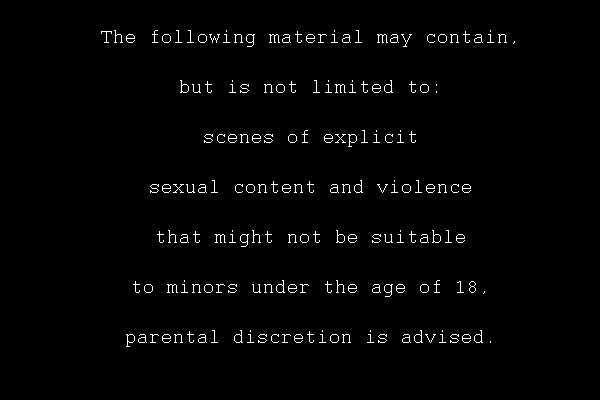 The following material may contain,
but is not limited to:
scenes of explicit
sexual content and violence
that might not be suitable
to minors under the age of 18,
parental discretion is advised.